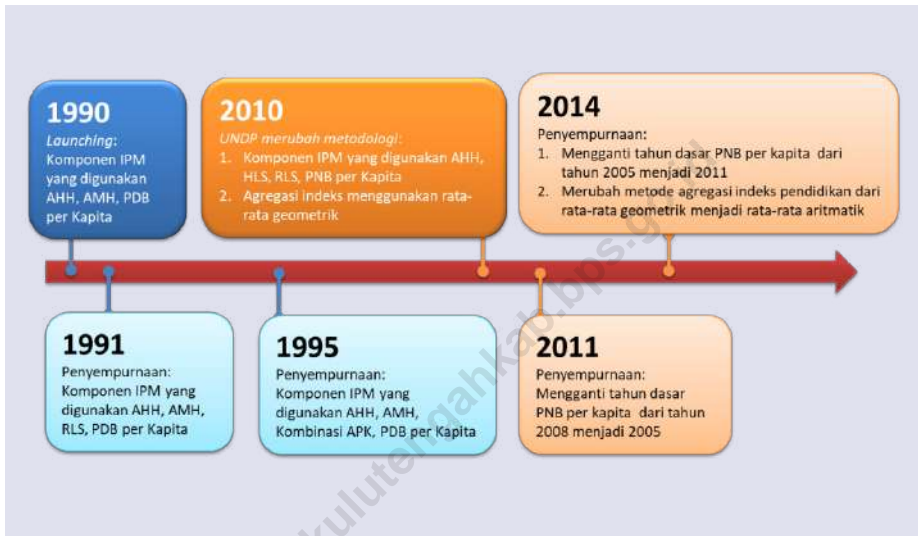 1990
Launching:
Komponen IPM
yang digunakan
AHH, AMH, PDB
per Kapita
2010
UNDP merubah metodologi:
1. Komponen IPM yang digunakan AHH,
HLS, RLS, PNB per Kapita
2. Agregasi indeks menggunakan rata-
rata geometrik
2014
Penyempurnaan:
1. Mengganti tahun dasar PNB per kapita dari
tahun 2005 menjadi 2011
2. Merubah metode agregasi indeks pendidikan dari
rata-rata geometrik menjadi rata-rata aritmatik
1991
Penyempurnaan:
Komponen IPM yang
digunakan AHH, AMH,
RLS, PDB per Kapita
1995
Penyempurnaan:
Komponen IPM yang
digunakan AHH, AMH,
Kombinasi APK, PDB per Kapita
2011
Penyempurnaan:
Mengganti tahun dasar
PNB per kapita dari tahun
2008 menjadi 2005